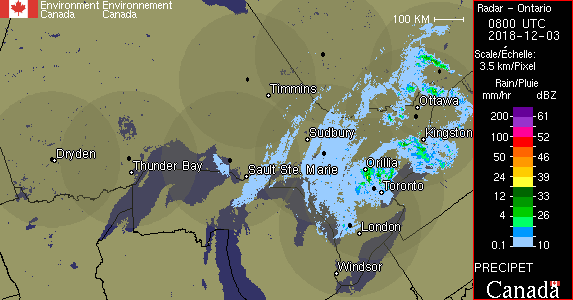 Environment Environnement
Canada Canada
100 KM
Timmins
Ottawa
Sudbury
Kingston
Dryden
Thunder Bay
Sault Ste. Marie
Orillia
Toronto
London
Windsor
Radar - Ontario
0800 UTC
2018-12-03
Scale/Échelle:
3.5 km/Pixel
Rain/Pluie
mm/hr dBZ
200 61
100 52
50 46
24 39
12 33
4 26
0.1 10
PRECIPET
Canada